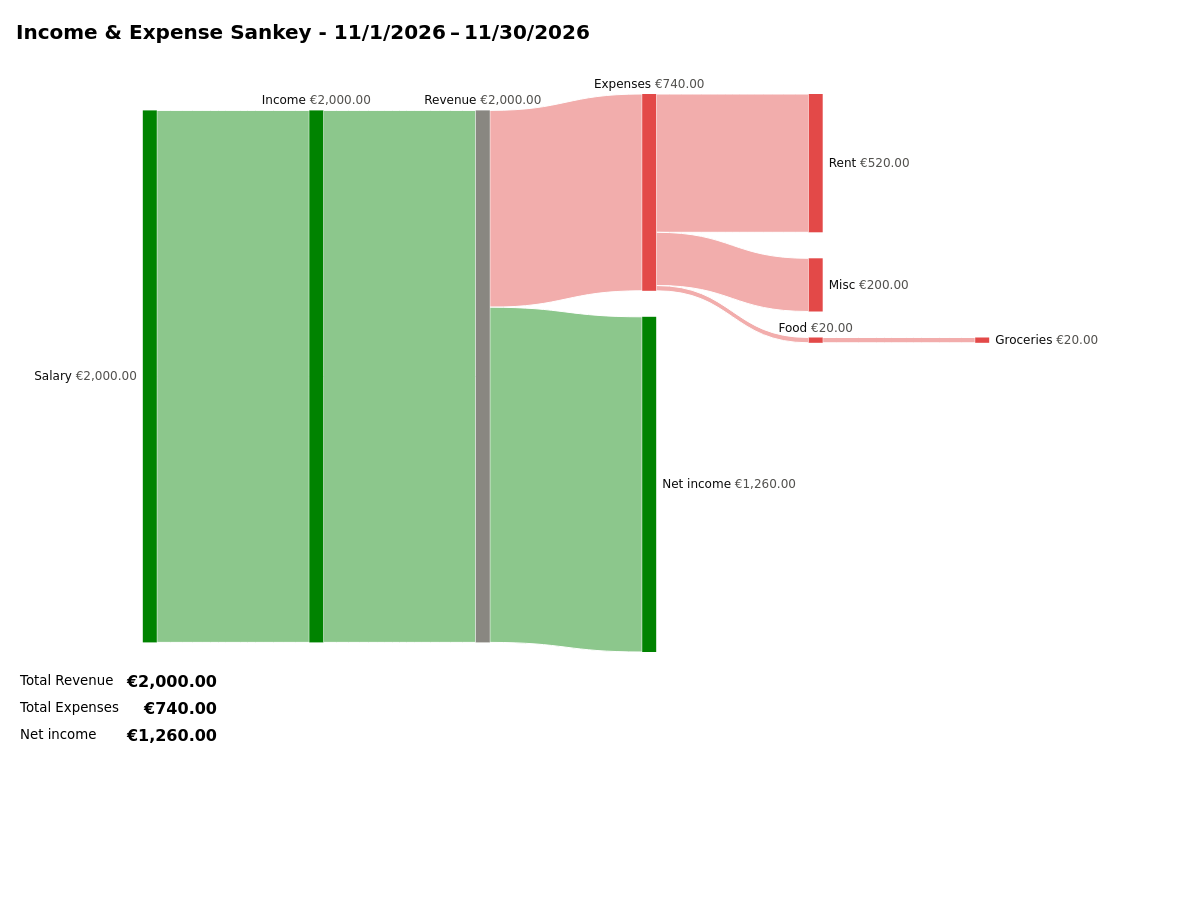 Income & Expense Sankey - 11/1/2026 – 11/30/2026
Expenses €740.00
Income €2,000.00
Revenue €2,000.00
Rent €520.00
Misc €200.00
Food €20.00
Groceries €20.00
Salary €2,000.00
Net income €1,260.00
Total Revenue €2,000.00
Total Expenses €740.00
Net income €1,260.00